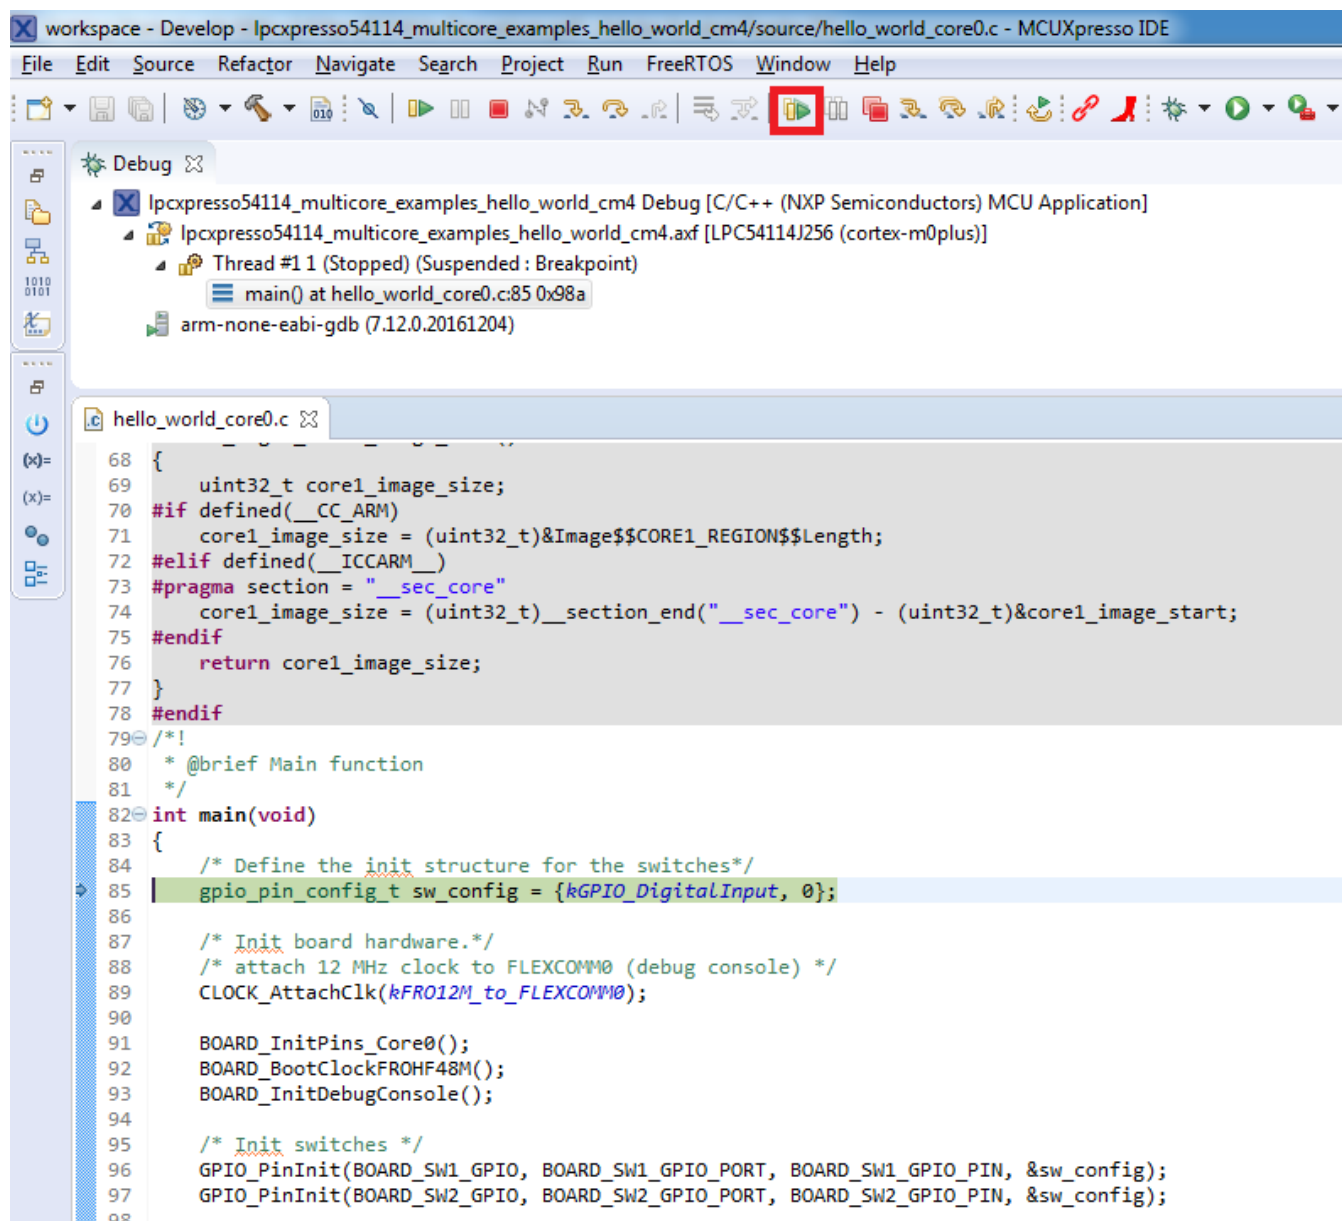 workspace - Develop - lpcxpresso54114_multicore_examples_hello_world_cm4/source/hello_world_core0.c - MCUXpresso IDE
File Edit Source Refactor Navigate Search Project Run FreeRTOS Window Help
010
Debug
lpcxpresso54114_multicore_examples_hello_world_cm4 Debug [C/C++ (NXP Semiconductors) MCU Application]
lpcxpresso54114_multicore_examples_hello_world_cm4.axf [LPC54114J256 (cortex-m0plus)]
Thread #1 1 (Stopped) (Suspended : Breakpoint)
1010
0101
main() at hello_world_core0.c:85 0x98a
arm-none-eabi-gdb (7.12.0.20161204)
.c hello_world_core0.c
(x)=
(x)=
68 {
69 uint32_t core1_image_size;
70 #if defined(__CC_ARM)
71 core1_image_size = (uint32_t)&Image$$CORE1_REGION$$Length;
72 #elif defined(__ICCARM__)
73 #pragma section = "__sec_core"
74 core1_image_size = (uint32_t)__section_end("__sec_core") - (uint32_t)&core1_image_start;
75 #endif
76 return core1_image_size;
77 }
78 #endif
79 /*!
80 * @brief Main function
81 */
82 int main(void)
83 {
84 /* Define the init structure for the switches*/
85 gpio_pin_config_t sw_config = {kGPIO_DigitalInput, 0};
86
87 /* Init board hardware.*/
88 /* attach 12 MHz clock to FLEXCOMM0 (debug console) */
89 CLOCK_AttachClk(kFRO12M_to_FLEXCOMM0);
90
91 BOARD_InitPins_Core0();
92 BOARD_BootClockFROHF48M();
93 BOARD_InitDebugConsole();
94
95 /* Init switches */
96 GPIO_PinInit(BOARD_SW1_GPIO, BOARD_SW1_GPIO_PORT, BOARD_SW1_GPIO_PIN, &sw_config);
97 GPIO_PinInit(BOARD_SW2_GPIO, BOARD_SW2_GPIO_PORT, BOARD_SW2_GPIO_PIN, &sw_config);
98